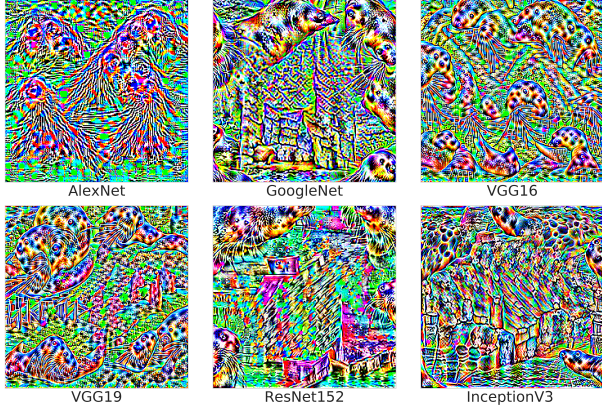 AlexNet
GoogleNet
VGG16
VGG19
ResNet152
InceptionV3